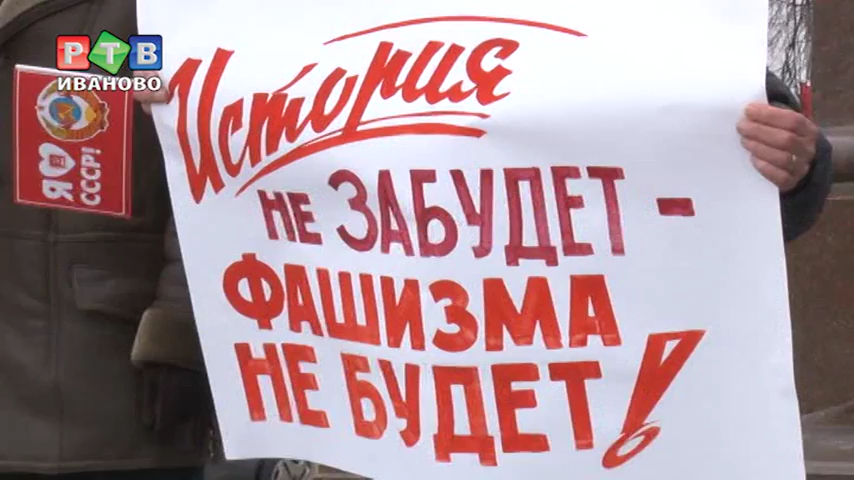 РТВ
ИВАНОВО
Я
СССР!
История
НЕ ЗАБУДЕТ -
ФАШИЗМА
НЕ БУДЕТ!